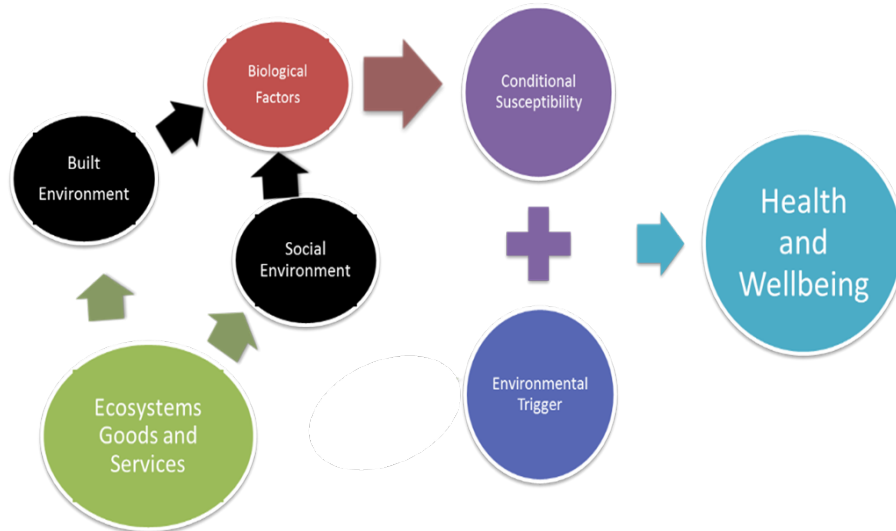 Biological
Factors
Conditional
Susceptibility
Built
Environment
Social
Environment
Health
and
Wellbeing
Ecosystems
Goods and
Services
Environmental
Trigger